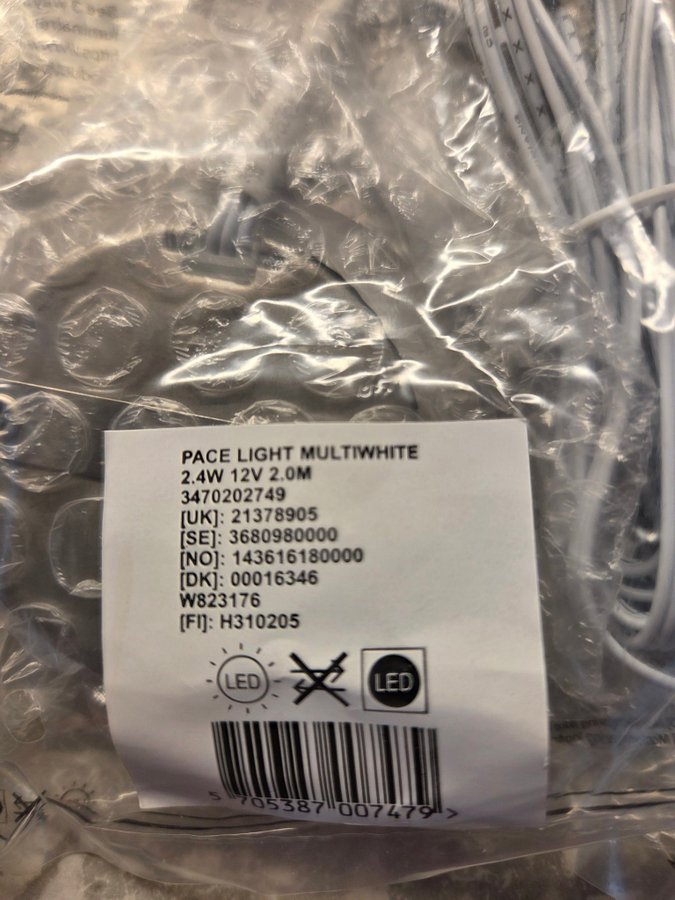 PACE LIGHT MULTIWHITE
2.4W 12V 2.0M
3470202749
[UK]: 21378905
[SE]: 3680980000
[NO]: 143616180000
[DK]: 00016346
W823176
[FI]: H310205
LED LED
5 705387 007479 >